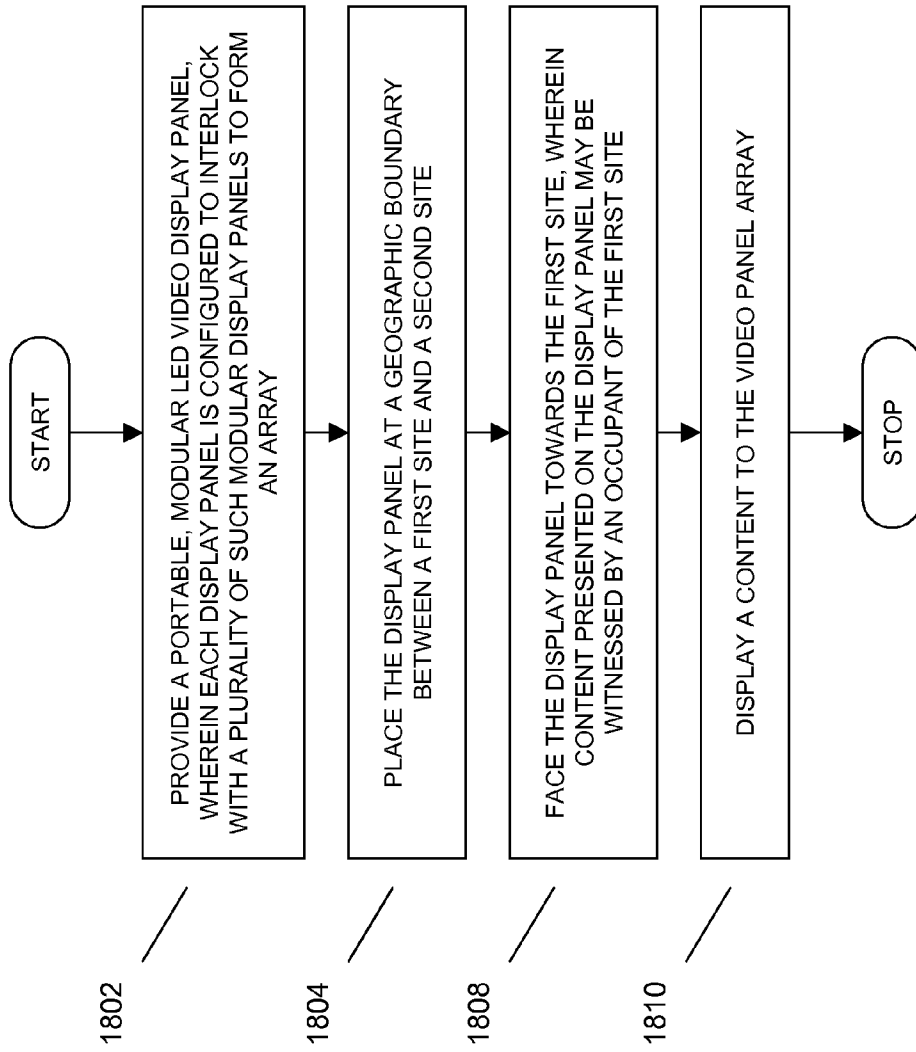 START
1802
PROVIDE A PORTABLE, MODULAR LED VIDEO DISPLAY PANEL,
WHEREIN EACH DISPLAY PANEL IS CONFIGURED TO INTERLOCK
WITH A PLURALITY OF SUCH MODULAR DISPLAY PANELS TO FORM
AN ARRAY
1804
PLACE THE DISPLAY PANEL AT A GEOGRAPHIC BOUNDARY
BETWEEN A FIRST SITE AND A SECOND SITE
1808
FACE THE DISPLAY PANEL TOWARDS THE FIRST SITE, WHEREIN
CONTENT PRESENTED ON THE DISPLAY PANEL MAY BE
WITNESSED BY AN OCCUPANT OF THE FIRST SITE
1810
DISPLAY A CONTENT TO THE VIDEO PANEL ARRAY
STOP